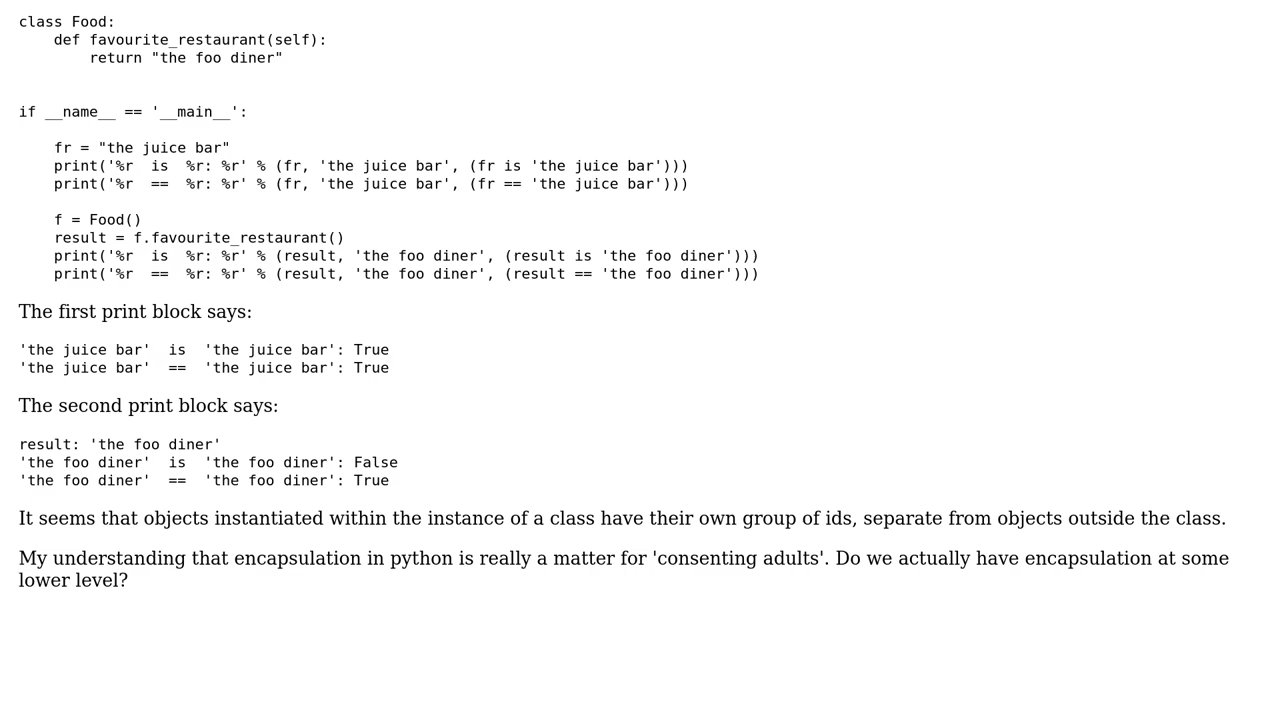 class Food:
    def favourite_restaurant(self):
        return "the foo diner"


if __name__ == '__main__':

    fr = "the juice bar"
    print('%r  is  %r: %r' % (fr, 'the juice bar', (fr is 'the juice bar')))
    print('%r  ==  %r: %r' % (fr, 'the juice bar', (fr == 'the juice bar')))

    f = Food()
    result = f.favourite_restaurant()
    print('%r  is  %r: %r' % (result, 'the foo diner', (result is 'the foo diner')))
    print('%r  ==  %r: %r' % (result, 'the foo diner', (result == 'the foo diner')))

The first print block says:

'the juice bar'  is  'the juice bar': True
'the juice bar'  ==  'the juice bar': True

The second print block says:

result: 'the foo diner'
'the foo diner'  is  'the foo diner': False
'the foo diner'  ==  'the foo diner': True

It seems that objects instantiated within the instance of a class have their own group of ids, separate from objects outside the class.

My understanding that encapsulation in python is really a matter for 'consenting adults'. Do we actually have encapsulation at some
lower level?